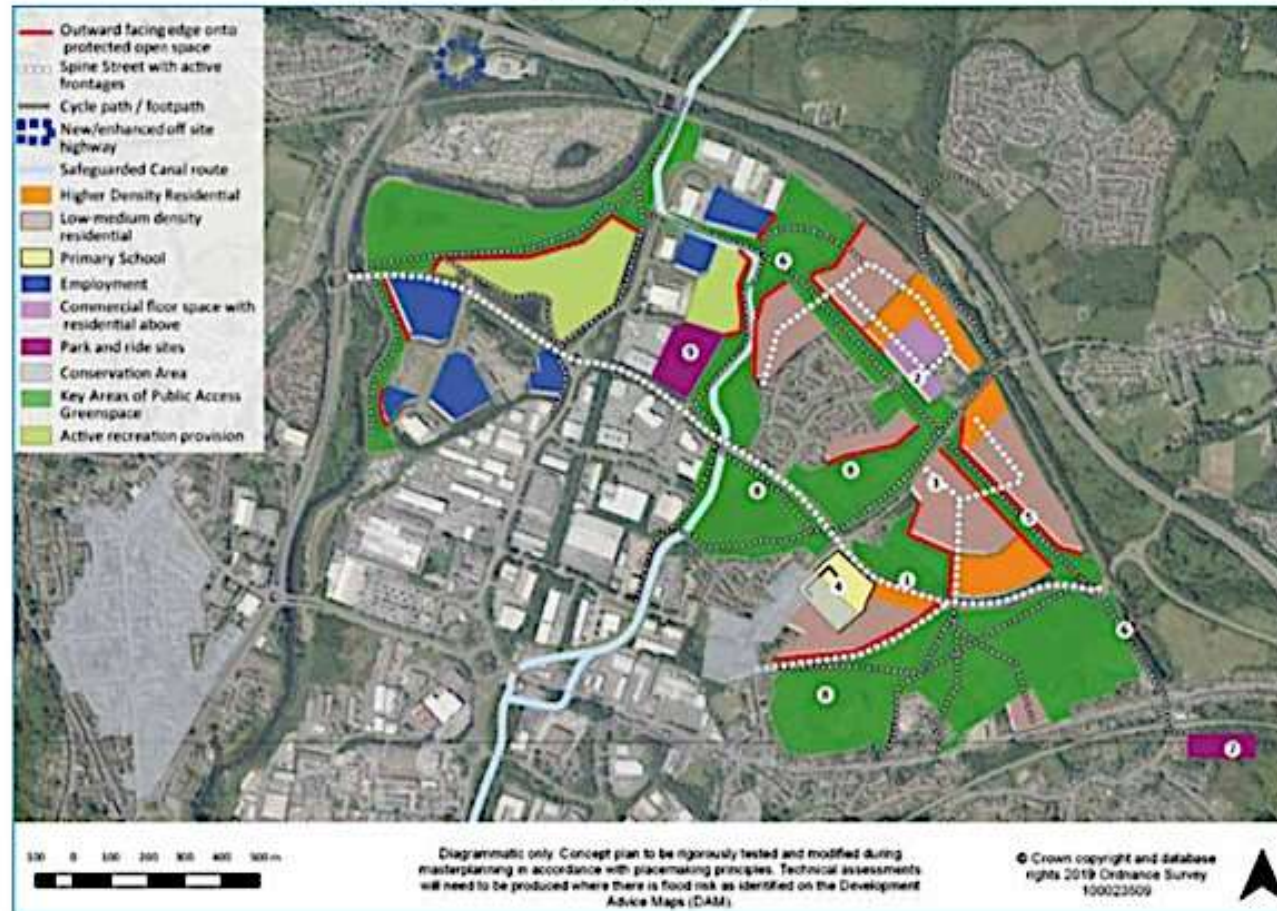 Outward facing edge onto
protected open space
Spine Street with active
frontages
Cycle path / footpath
New/enhanced off site
highway
Safeguarded Canal route
Higher Density Residential
Low-medium density
residential
Primary School
Employment
Commercial floor space with
residential above
Park and ride sites
Conservation Area
Key Areas of Public Access
Greenspace
Active recreation provision
100 0 100 200 300 400 500 m
Diagrammatic only. Concept plan to be rigorously tested and modified during
masterplanning in accordance with placemaking principles. Technical assessments
will need to be produced where there is flood risk as identified on the Development
Advice Maps (DAM)
© Crown copyright and database
rights 2019 Ordnance Survey
100023509